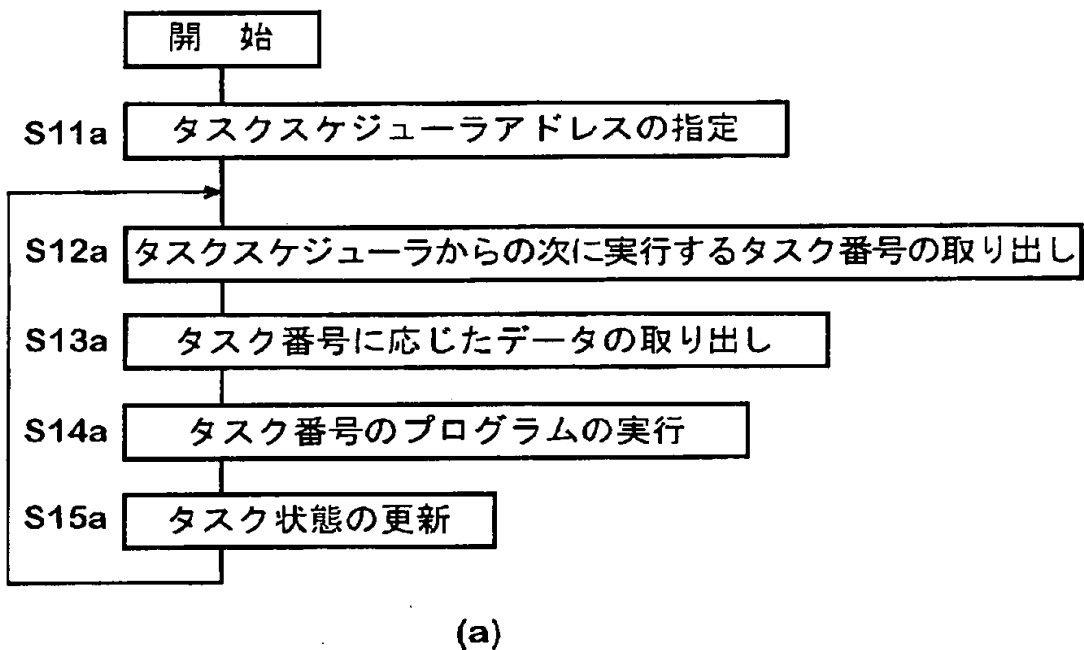 開 始
S11a タスクスケジューラアドレスの指定
S12a タスクスケジューラからの次に実行するタスク番号の取り出し
S13a タスク番号に応じたデータの取り出し
S14a タスク番号のプログラムの実行
S15a タスク状態の更新
(a)